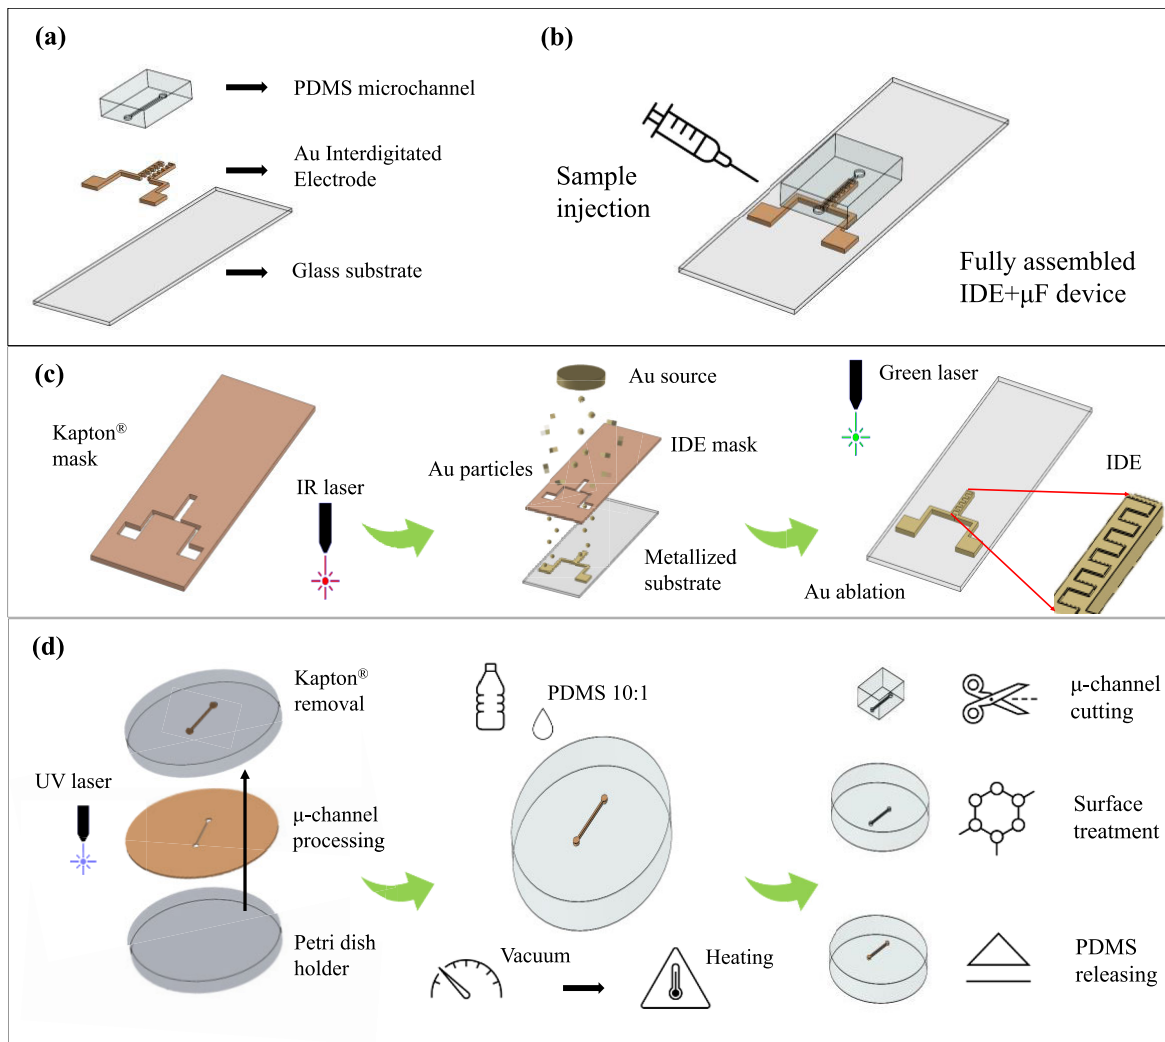 (a)
PDMS microchannel
Au Interdigitated
Electrode
Glass substrate
(b)
Sample
injection
Fully assembled
IDE+μF device
(c)
Kapton®
mask
IR laser
Au source
Au particles
IDE mask
Metallized
substrate
Green laser
Au ablation
IDE
(d)
Kapton®
removal
UV laser
μ-channel
processing
Petri dish
holder
PDMS 10:1
Vacuum
Heating
μ-channel
cutting
Surface
treatment
PDMS
releasing